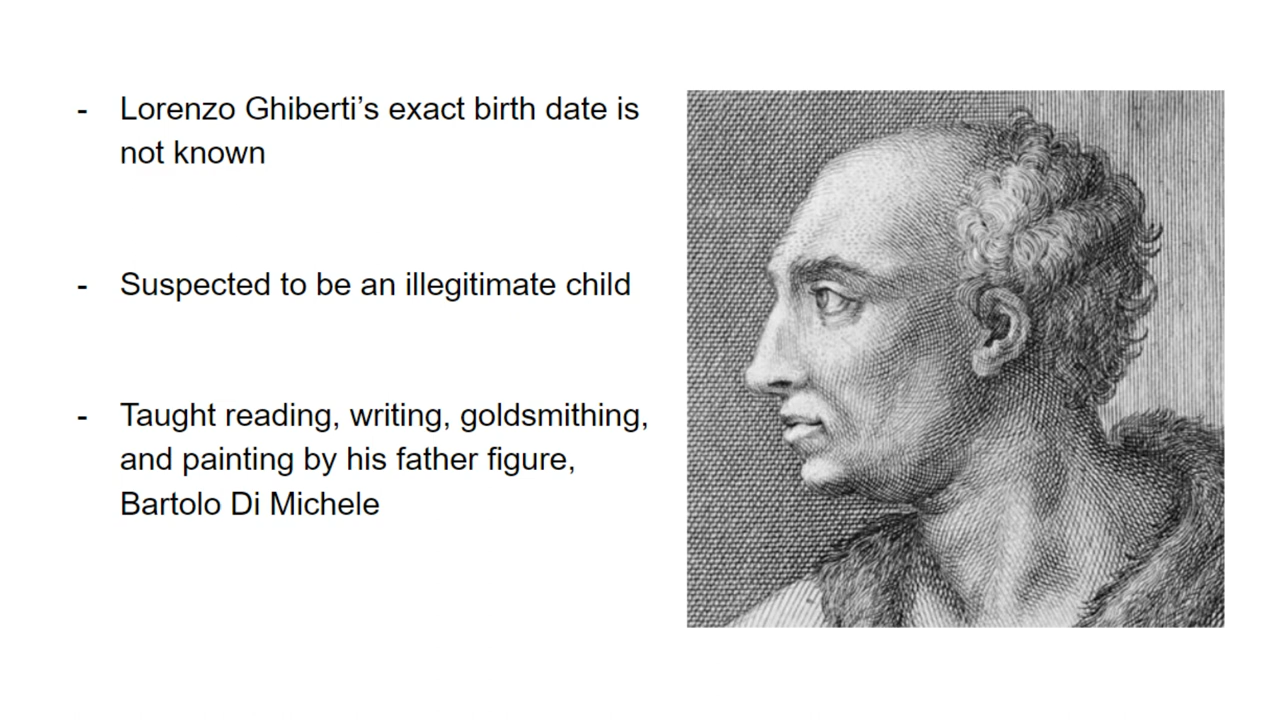 - Lorenzo Ghiberti’s exact birth date is
not known
- Suspected to be an illegitimate child
- Taught reading, writing, goldsmithing,
and painting by his father figure,
Bartolo Di Michele